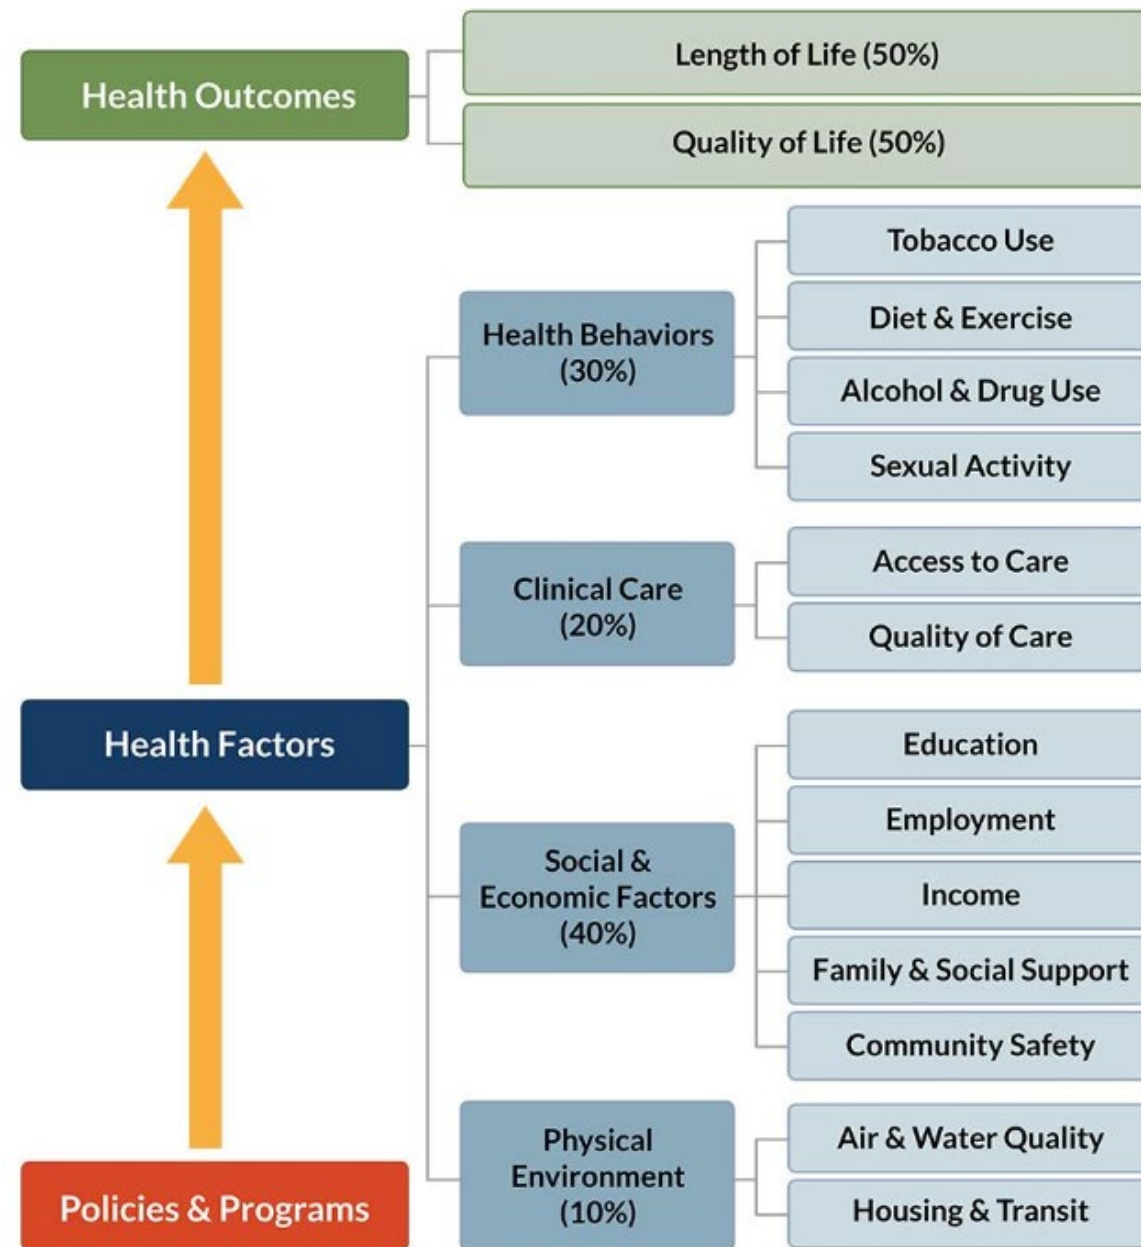 Health Outcomes
Length of Life (50%)
Quality of Life (50%)
Health Factors
Health Behaviors
(30%)
Tobacco Use
Diet & Exercise
Alcohol & Drug Use
Sexual Activity
Clinical Care
(20%)
Access to Care
Quality of Care
Social &
Economic Factors
(40%)
Education
Employment
Income
Family & Social Support
Community Safety
Physical
Environment
(10%)
Air & Water Quality
Housing & Transit
Policies & Programs